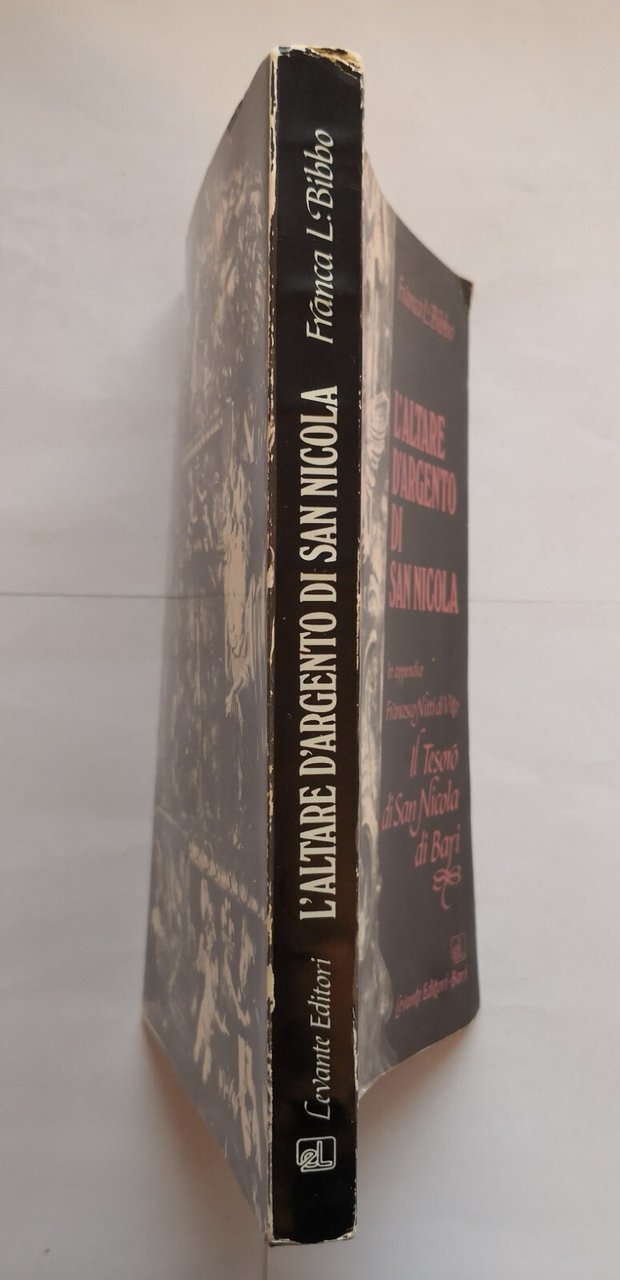 Franca L. Bibbo
L'ALTARE D'ARGENTO DI SAN NICOLA
Levante Editori
Franca L. Bibbo
L'ALTARE
D'ARGENTO
DI
SAN NICOLA
In appendice
Francesco Nitti di Vito
Il Tesoro
di San Nicola
di Bari
Levante Editori-Bari